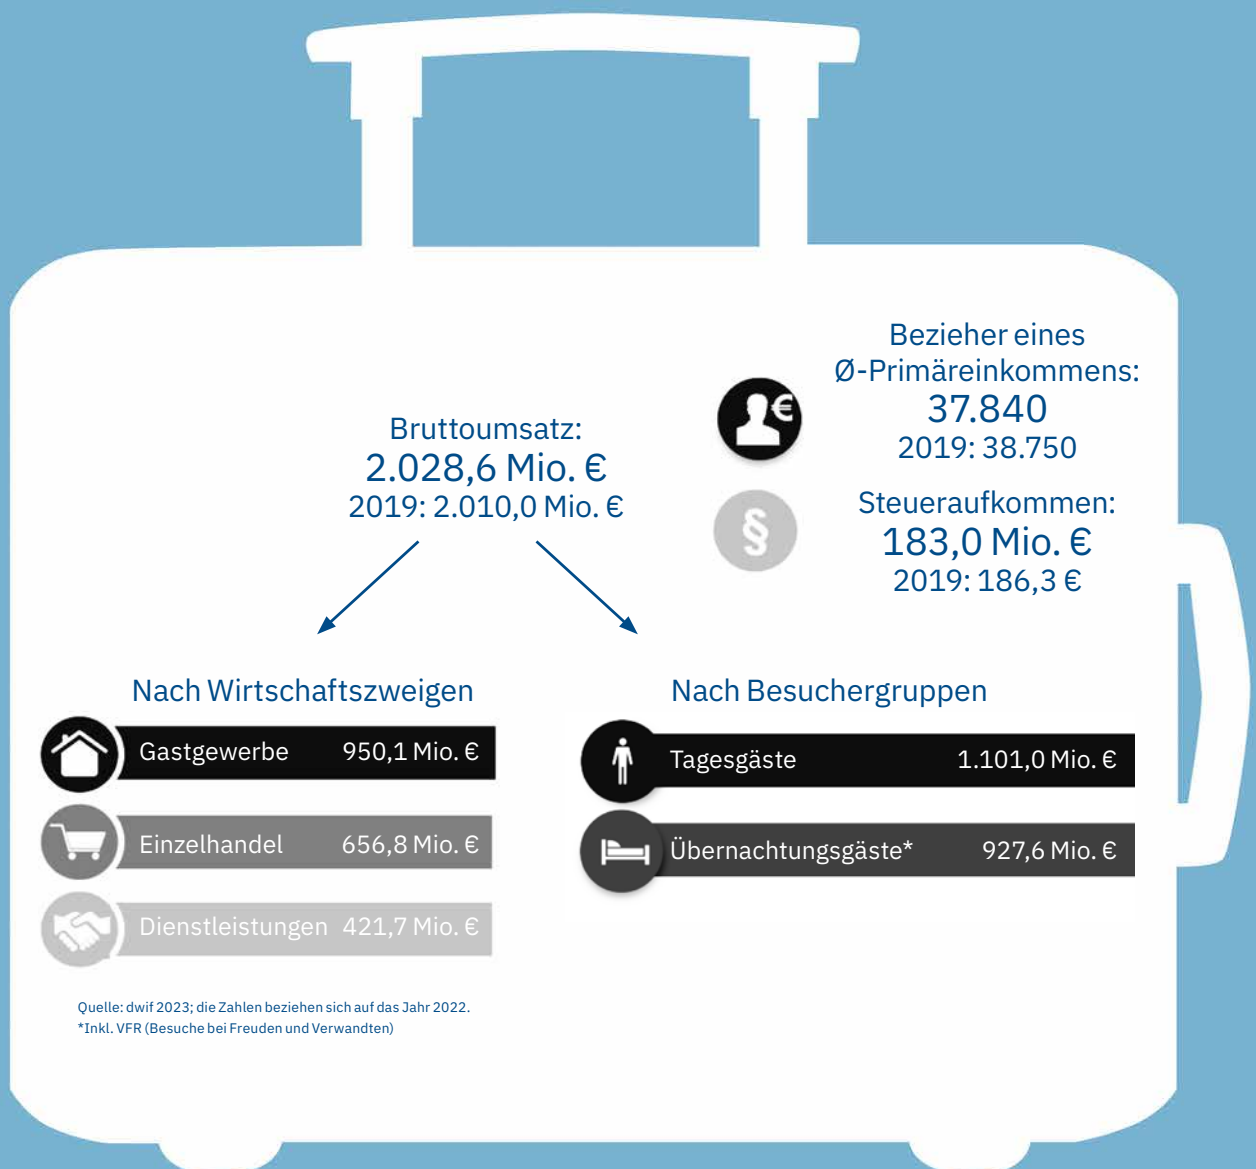 Bezieher eines
Ø-Primäreinkommens:
37.840
2019: 38.750
Bruttoumsatz:
2.028,6 Mio. €
2019: 2.010,0 Mio. €
€
§
Steueraufkommen:
183,0 Mio. €
2019: 186,3 €
Nach Wirtschaftszweigen
Gastgewerbe 950,1 Mio. €
Einzelhandel 656,8 Mio. €
Dienstleistungen 421,7 Mio. €
Nach Besuchergruppen
Tagesgäste 1.101,0 Mio. €
Übernachtungsgäste* 927,6 Mio. €
Quelle: dwif 2023; die Zahlen beziehen sich auf das Jahr 2022.
*Inkl. VFR (Besuche bei Freuden und Verwandten)